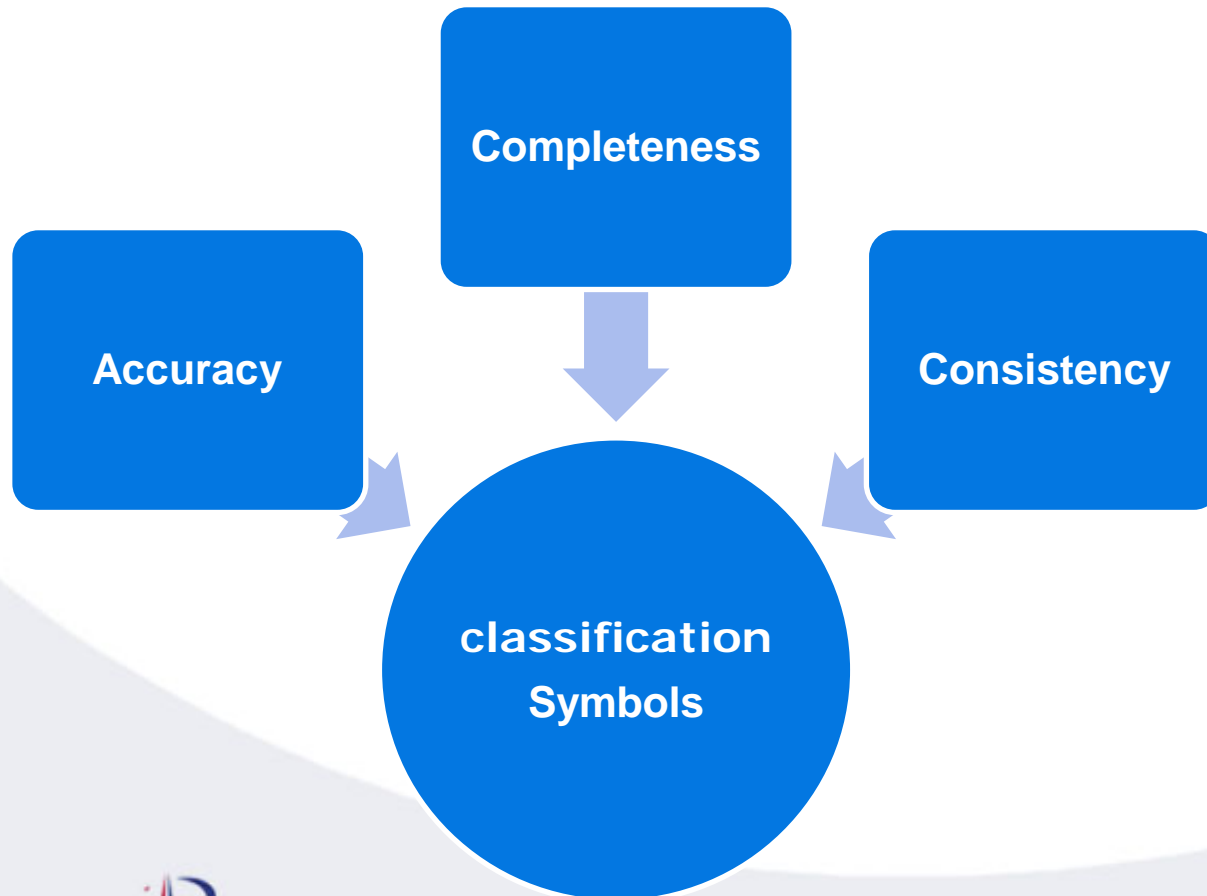 Completeness
Accuracy
Consistency
classification
Symbols